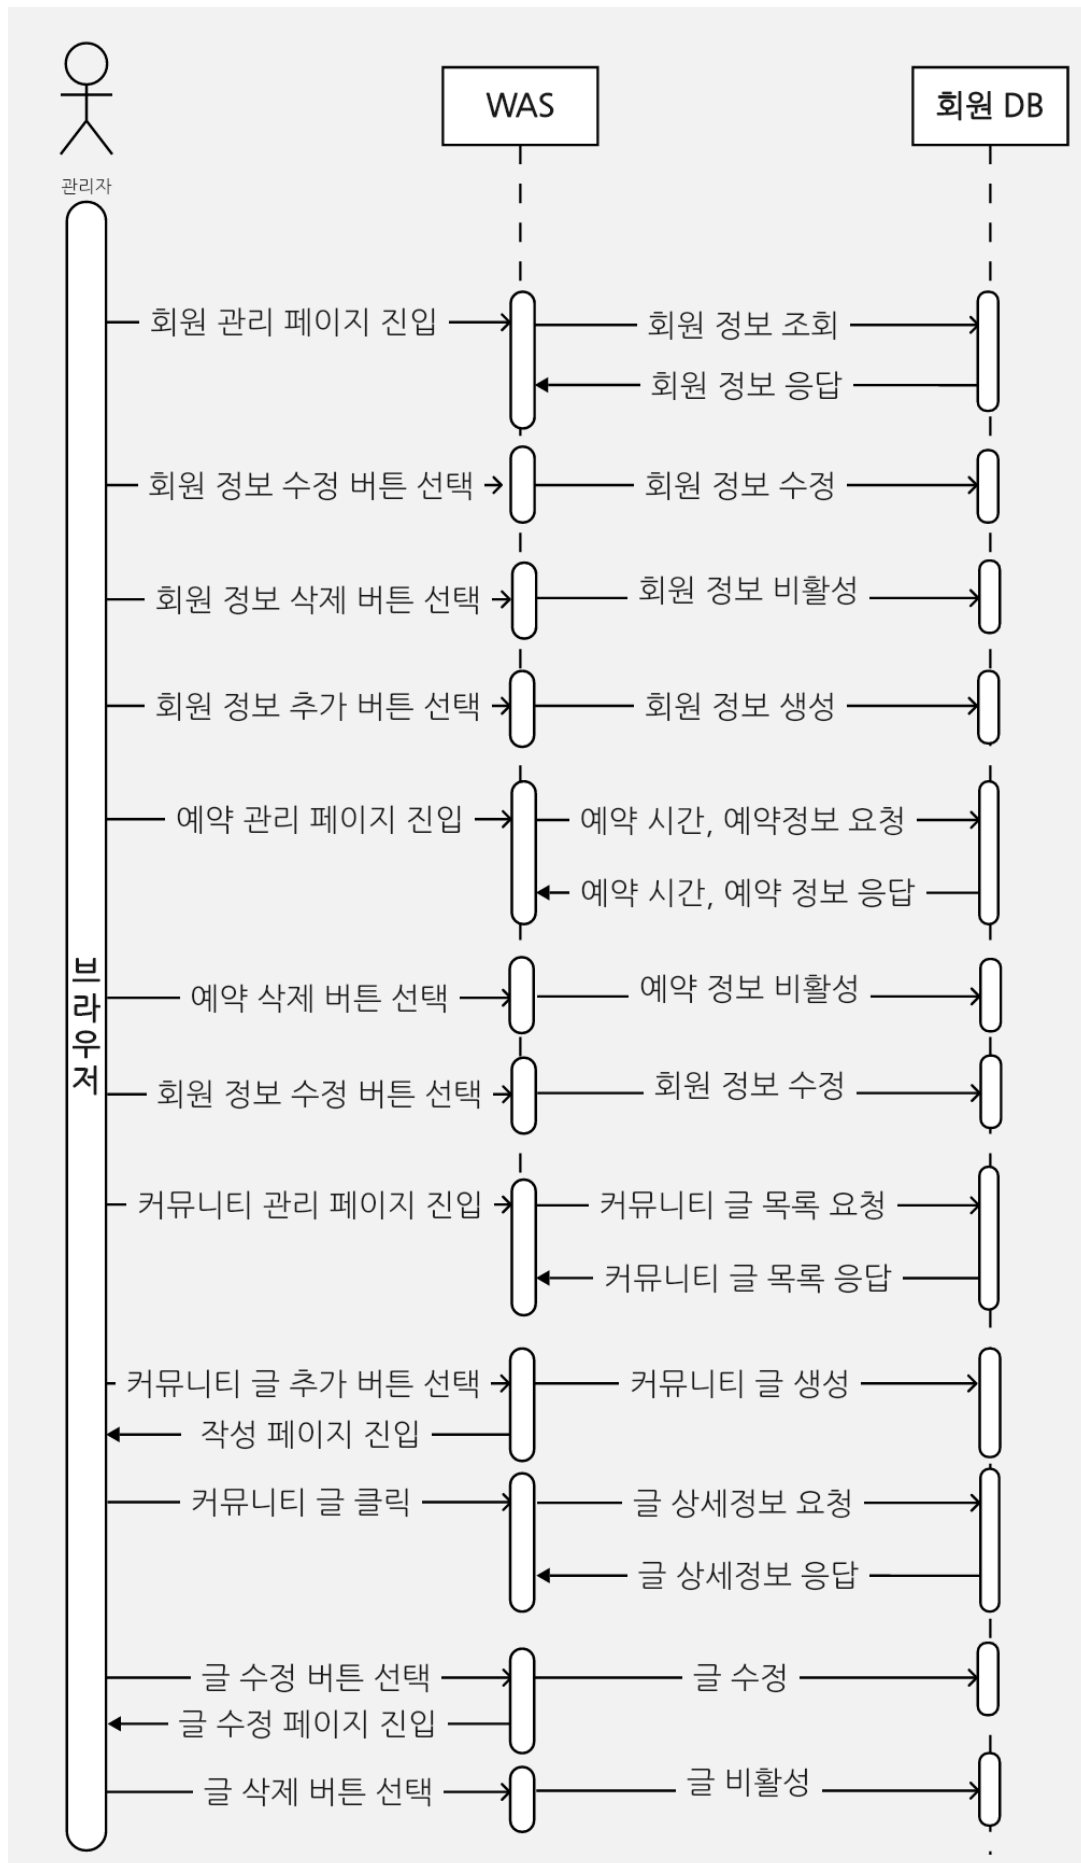 WAS
회원 DB
관리자
회원 관리 페이지 진입
회원 정보 조회
회원 정보 응답
회원 정보 수정 버튼 선택
회원 정보 수정
회원 정보 삭제 버튼 선택
회원 정보 비활성
회원 정보 추가 버튼 선택
회원 정보 생성
예약 관리 페이지 진입
예약 시간, 예약정보 요청
예약 시간, 예약 정보 응답
브라우저
예약 삭제 버튼 선택
예약 정보 비활성
회원 정보 수정 버튼 선택
회원 정보 수정
커뮤니티 관리 페이지 진입
커뮤니티 글 목록 요청
커뮤니티 글 목록 응답
커뮤니티 글 추가 버튼 선택
커뮤니티 글 생성
작성 페이지 진입
커뮤니티 글 클릭
글 상세정보 요청
글 상세정보 응답
글 수정 버튼 선택
글 수정
글 수정 페이지 진입
글 삭제 버튼 선택
글 비활성